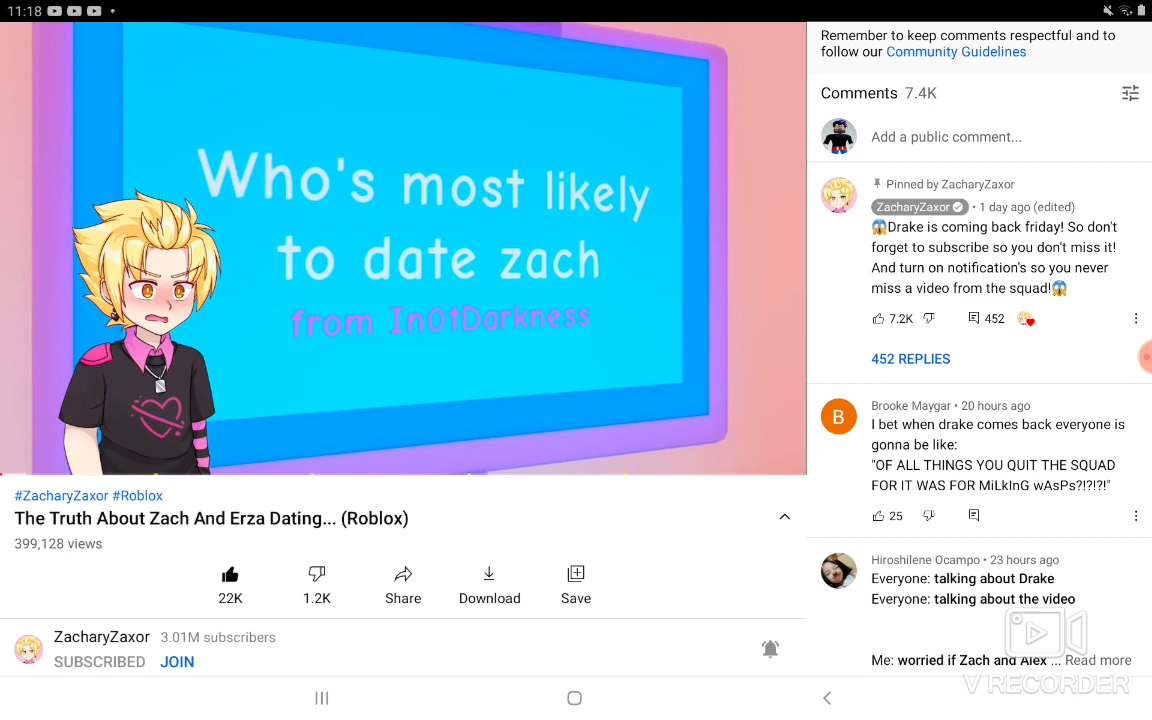 11:18
Who's most likely
to date zach
from In0tDarkness
#ZacharyZaxor #Roblox
The Truth About Zach And Erza Dating... (Roblox)
399,128 views
22K
1.2K
Share
Download
Save
ZacharyZaxor 3.01M subscribers
SUBSCRIBED JOIN
Remember to keep comments respectful and to
follow our Community Guidelines
Comments 7.4K
Add a public comment...
Pinned by ZacharyZaxor
ZacharyZaxor • 1 day ago (edited)
😱Drake is coming back friday! So don't
forget to subscribe so you don't miss it!
And turn on notification's so you never
miss a video from the squad!😱
7.2K 452
452 REPLIES
B
Brooke Maygar • 20 hours ago
I bet when drake comes back everyone is
gonna be like:
"OF ALL THINGS YOU QUIT THE SQUAD
FOR IT WAS FOR MiLkInG wAsPs?!?!?!"
25
Hiroshilene Ocampo • 23 hours ago
Everyone: talking about Drake
Everyone: talking about the video
Me: worried if Zach and Alex ... Read more
V RECORDER